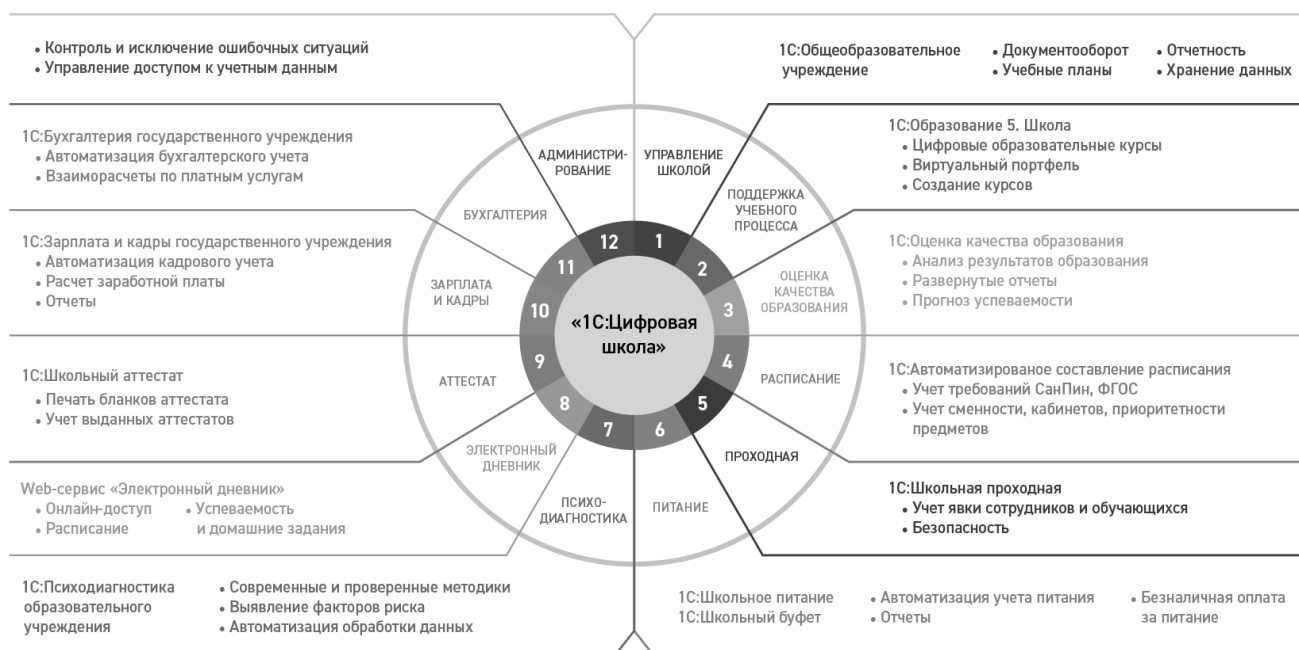 • Контроль и исключение ошибочных ситуаций
• Управление доступом к учетным данным
1С:Общеобразовательное учреждение
• Документооборот
• Учебные планы
• Отчетность
• Хранение данных
1С:Бухгалтерия государственного учреждения
• Автоматизация бухгалтерского учета
• Взаиморасчеты по платным услугам
1С:Образование 5. Школа
• Цифровые образовательные курсы
• Виртуальный портфель
• Создание курсов
1С:Зарплата и кадры государственного учреждения
• Автоматизация кадрового учета
• Расчет заработной платы
• Отчеты
1С:Оценка качества образования
• Анализ результатов образования
• Развернутые отчеты
• Прогноз успеваемости
1С:Школьный аттестат
• Печать бланков аттестата
• Учет выданных аттестатов
1С:Автоматизированое составление расписания
• Учет требований СанПин, ФГОС
• Учет сменности, кабинетов, приоритетности
предметов
Web-сервис «Электронный дневник»
• Онлайн-доступ
• Расписание
• Успеваемость
и домашние задания
1С:Школьная проходная
• Учет явки сотрудников и обучающихся
• Безопасность
1С:Психодиагностика
образовательного
учреждения
• Современные и проверенные методики
• Выявление факторов риска
• Автоматизация обработки данных
1С:Школьное питание
1С:Школьный буфет
• Автоматизация учета питания
• Отчеты
• Безналичная оплата
за питание
УПРАВЛЕНИЕ
ШКОЛОЙ
ПОДДЕРЖКА
УЧЕБНОГО
ПРОЦЕССА
ОЦЕНКА
КАЧЕСТВА
ОБРАЗОВАНИЯ
РАСПИСАНИЕ
ПРОХОДНАЯ
ПИТАНИЕ
ПСИХО-
ДИАГНОСТИКА
ЭЛЕКТРОННЫЙ
ДНЕВНИК
АТТЕСТАТ
ЗАРПЛАТА
И КАДРЫ
БУХГАЛТЕРИЯ
АДМИНИСТРИ-
РОВАНИЕ
1
2
3
4
5
6
7
8
9
10
11
12
«1С:Цифровая
школа»